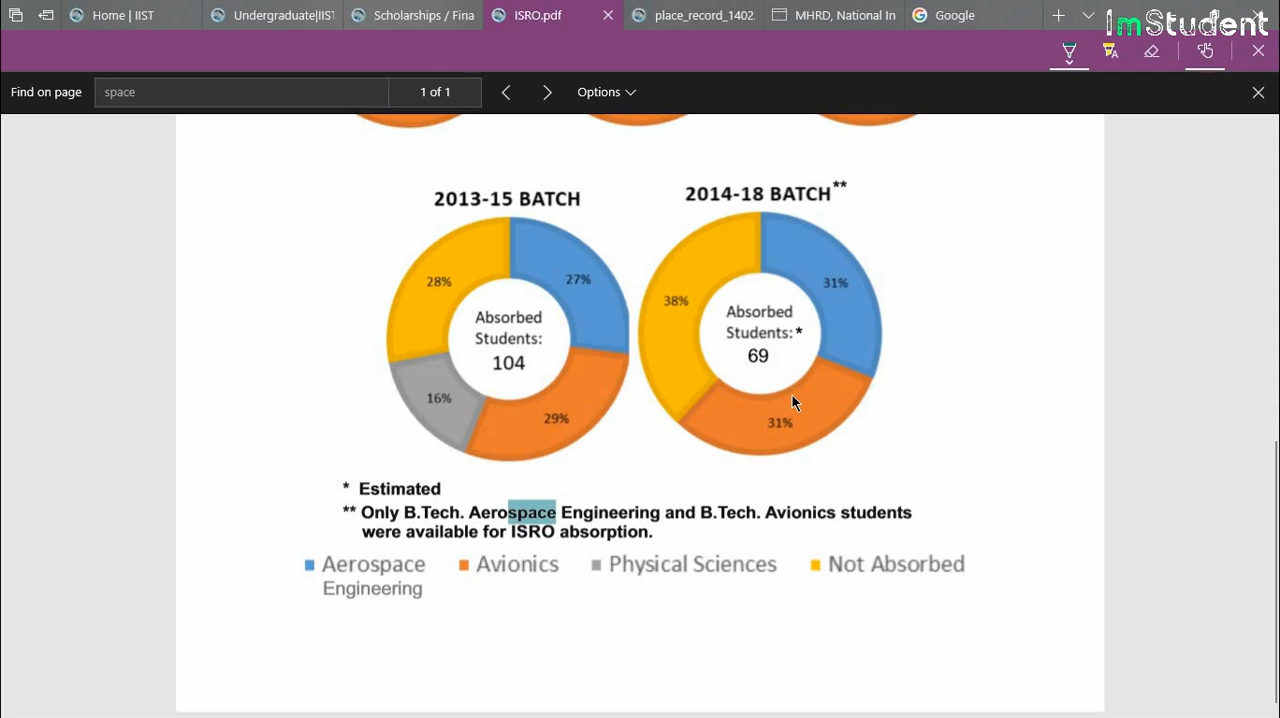 Home | IIST
Undergraduate|IIST
Scholarships / Fina
ISRO.pdf
place_record_1402
MHRD, National In
Google
ImStudent
Find on page
space
1 of 1
Options
2013-15 BATCH
2014-18 BATCH**
28%
27%
Absorbed
Students:
104
16%
29%
38%
31%
Absorbed
Students:*
69
31%
* Estimated
** Only B.Tech. Aerospace Engineering and B.Tech. Avionics students
were available for ISRO absorption.
Aerospace
Engineering
Avionics
Physical Sciences
Not Absorbed